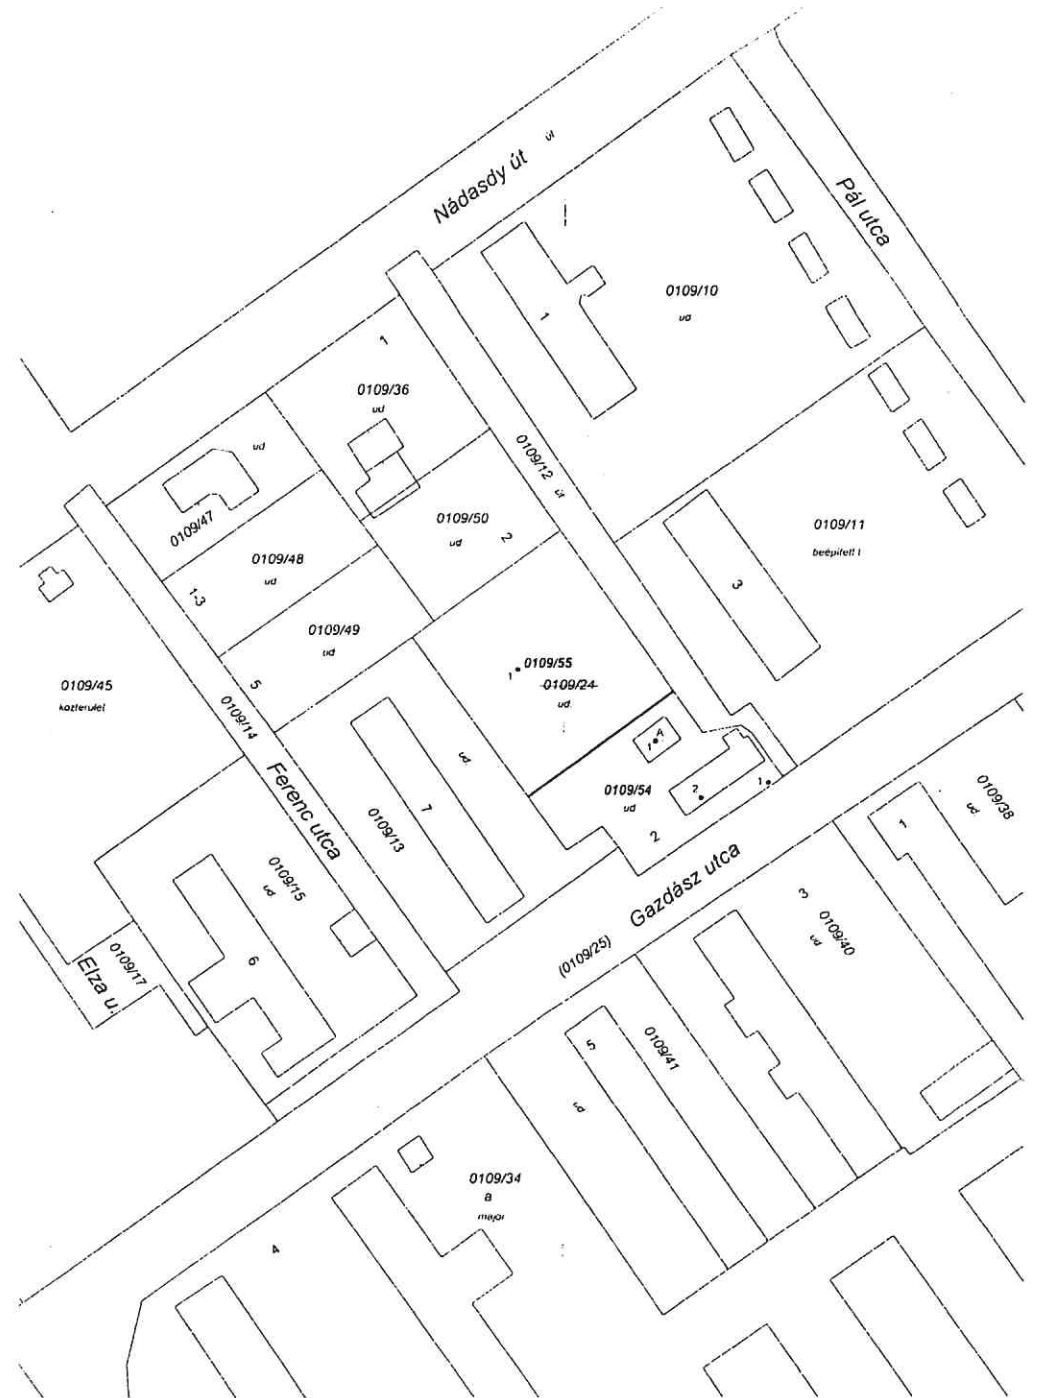 Nádasdy út
út
Pál utca
0109/10
ud
1
1
0109/36
ud
0109/12
út
ud
0109/47
0109/50
ud
2
0109/11
beépített t
3
0109/48
ud
1-3
0109/49
ud
5
0109/45
közterület
0109/14
1
0109/55
0109/24
ud
ud
1
A
0109/54
ud
2
1
2
Ferenc utca
0109/13
7
0109/15
ud
6
0109/17
Elza u.
Gazdász utca
(0109/25)
0109/38
ud
1
3
0109/40
ud
5
0109/41
ud
0109/34
a
major
4